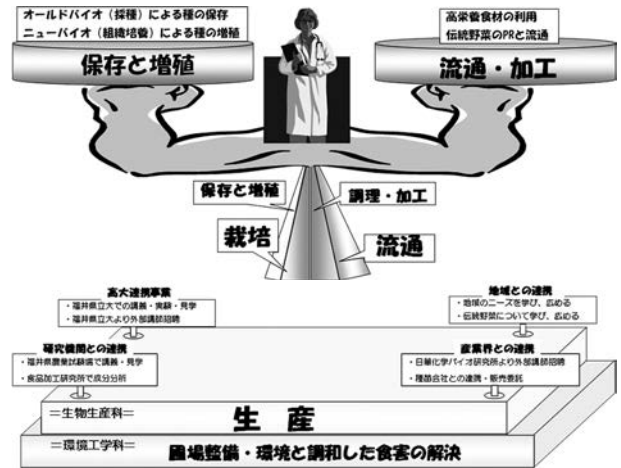 オールドバイオ(採種)による種の保存
ニューバイオ(組織培養)による種の増殖
保存と増殖
高栄養食材の利用
伝統野菜のPRと流通
流通・加工
保存と増殖
調理・加工
栽培
流通
高大連携事業
・福井県立大での講義・実験・見学
・福井県立大より外部講師招聘
地域との連携
・地域のニーズを学び、広める
・伝統野菜について学び、広める
研究機関との連携
・福井県農業試験場で講義・見学
・食品加工研究所で成分分析
産業界との連携
・日華化学バイオ研究所より外部講師招聘
・種苗会社との連携・販売委託
=生物生産科=
生 産
=環境工学科=
圃場整備・環境と調和した食害の解決